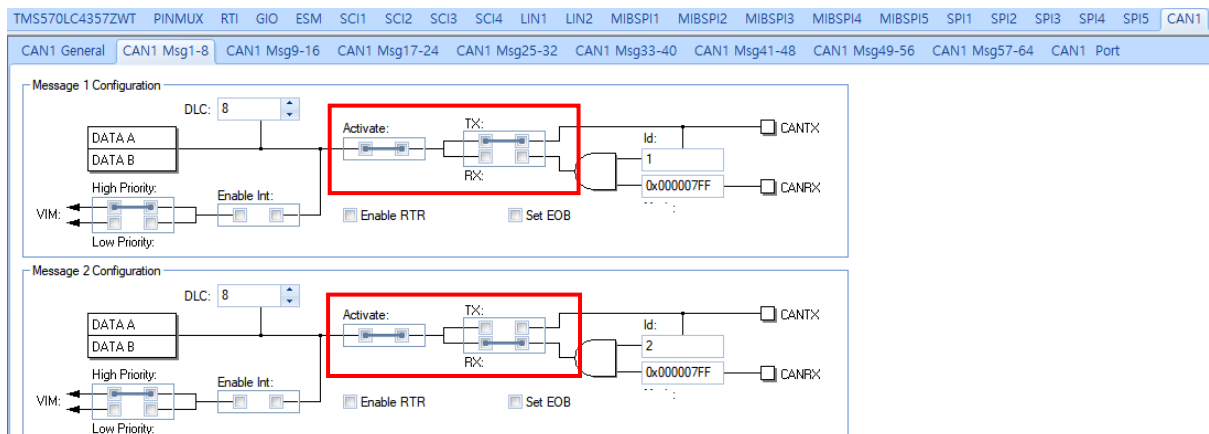 TMS570LC4357ZWT PINMUX RTI GIO ESM SCI1 SCI2 SCI3 SCI4 LIN1 LIN2 MIBSPI1 MIBSPI2 MIBSPI3 MIBSPI4 MIBSPI5 SPI1 SPI2 SPI3 SPI4 SPI5 CAN1
CAN1 General CAN1 Msg1-8 CAN1 Msg9-16 CAN1 Msg17-24 CAN1 Msg25-32 CAN1 Msg33-40 CAN1 Msg41-48 CAN1 Msg49-56 CAN1 Msg57-64 CAN1 Port
Message 1 Configuration
DLC: 8
Activate: TX: CANTX
DATA A Id:
DATA B 1
RX:
High Priority: 0x000007FF CANRX
Enable Int:
VIM: Enable RTR Set EOB
Low Priority:
Message 2 Configuration
DLC: 8
Activate: TX: CANTX
DATA A Id:
DATA B 2
RX:
High Priority: 0x000007FF CANRX
Enable Int:
VIM: Enable RTR Set EOB
Low Priority: